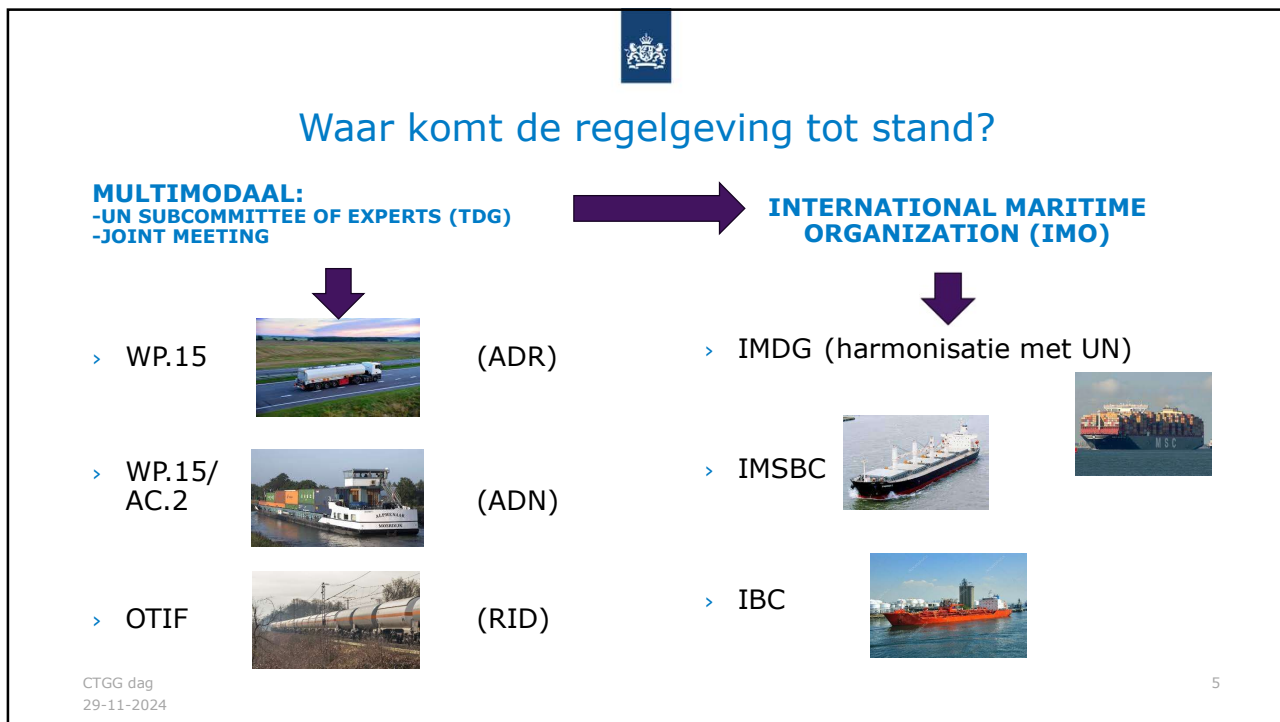 Waar komt de regelgeving tot stand?
MULTIMODAAL:
-UN SUBCOMMITTEE OF EXPERTS (TDG)
-JOINT MEETING
› WP.15 (ADR)
› WP.15/
AC.2 (ADN)
› OTIF (RID)
INTERNATIONAL MARITIME
ORGANIZATION (IMO)
› IMDG (harmonisatie met UN)
MSC
› IMSBC
› IBC
CTGG dag
29-11-2024
5